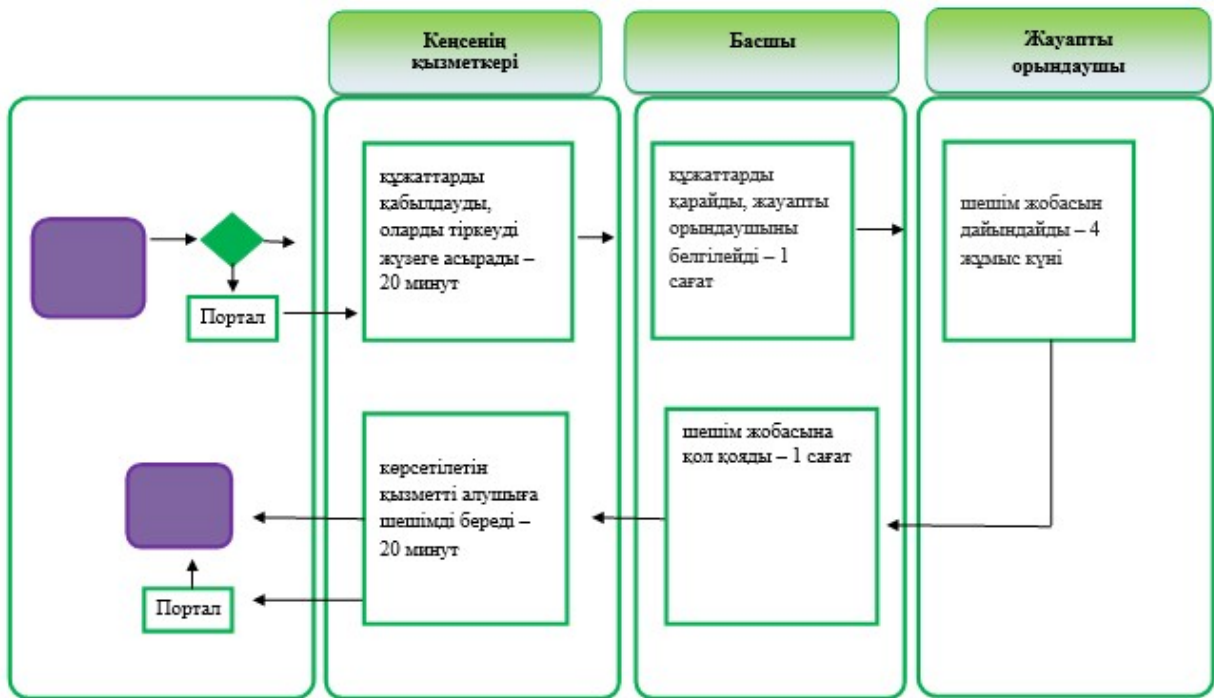 Кеңсенің
қызметкері
Басшы
Жауапты
орындаушы
құжаттарды
қабылдауды,
оларды тіркеуді
жүзеге асырады –
20 минут
құжаттарды
қарайды, жауапты
орындаушыны
белгілейді – 1
сағат
шешім жобасын
дайындайды – 4
жұмыс күні
Портал
көрсетілетін
қызметті алушыға
шешімді береді –
20 минут
шешім жобасына
қол қояды – 1 сағат
Портал